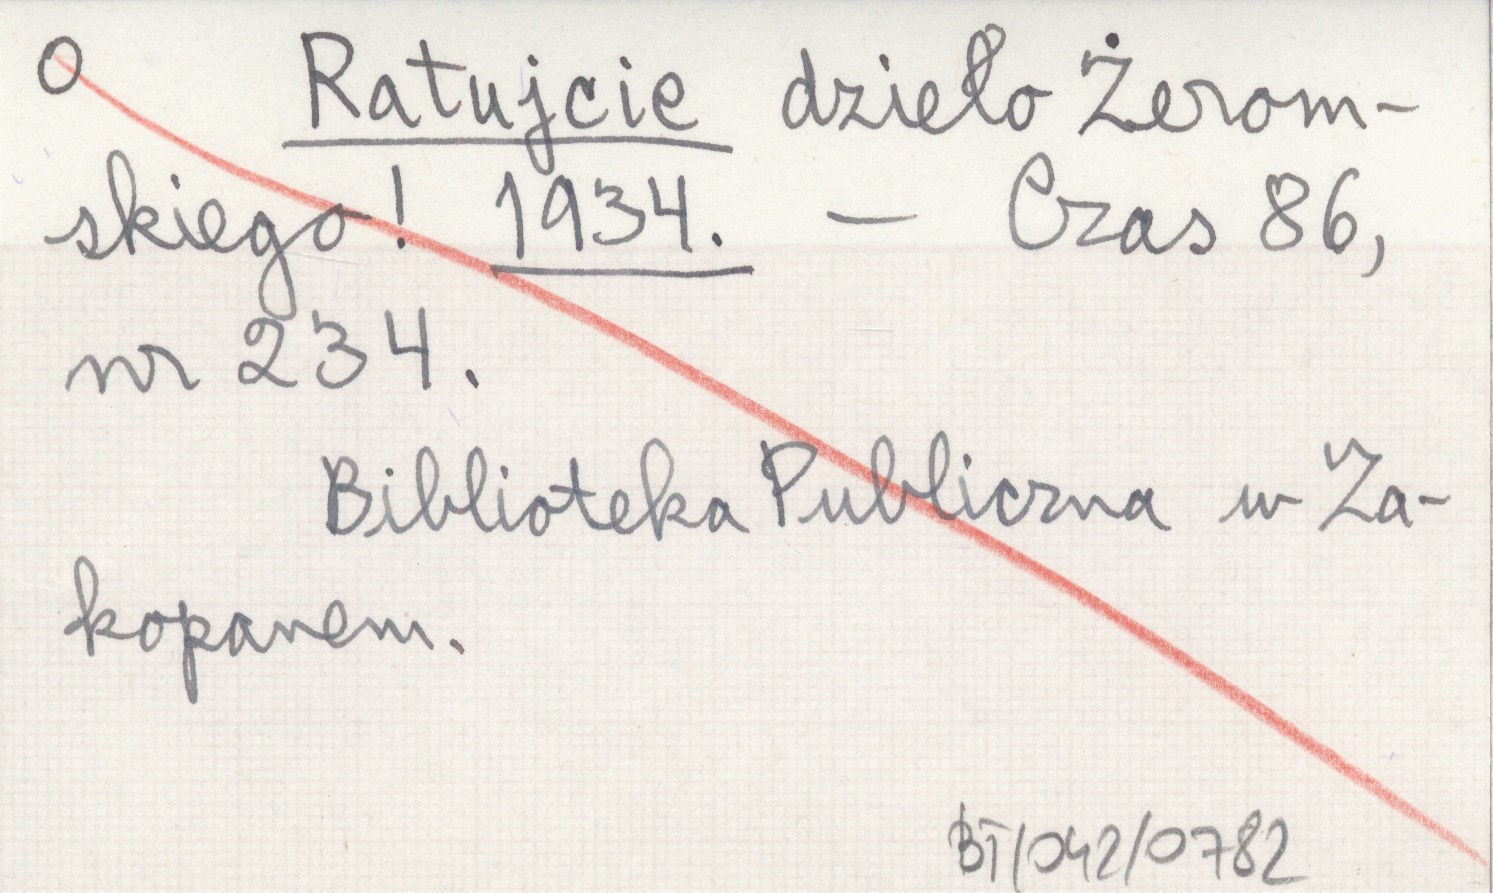 O Ratujcie dzieło Żerom-
skiego! 1934. — Czas 86,
nr 234.
Biblioteka Publiczna w Za-
kopanem.
BT/042/0782